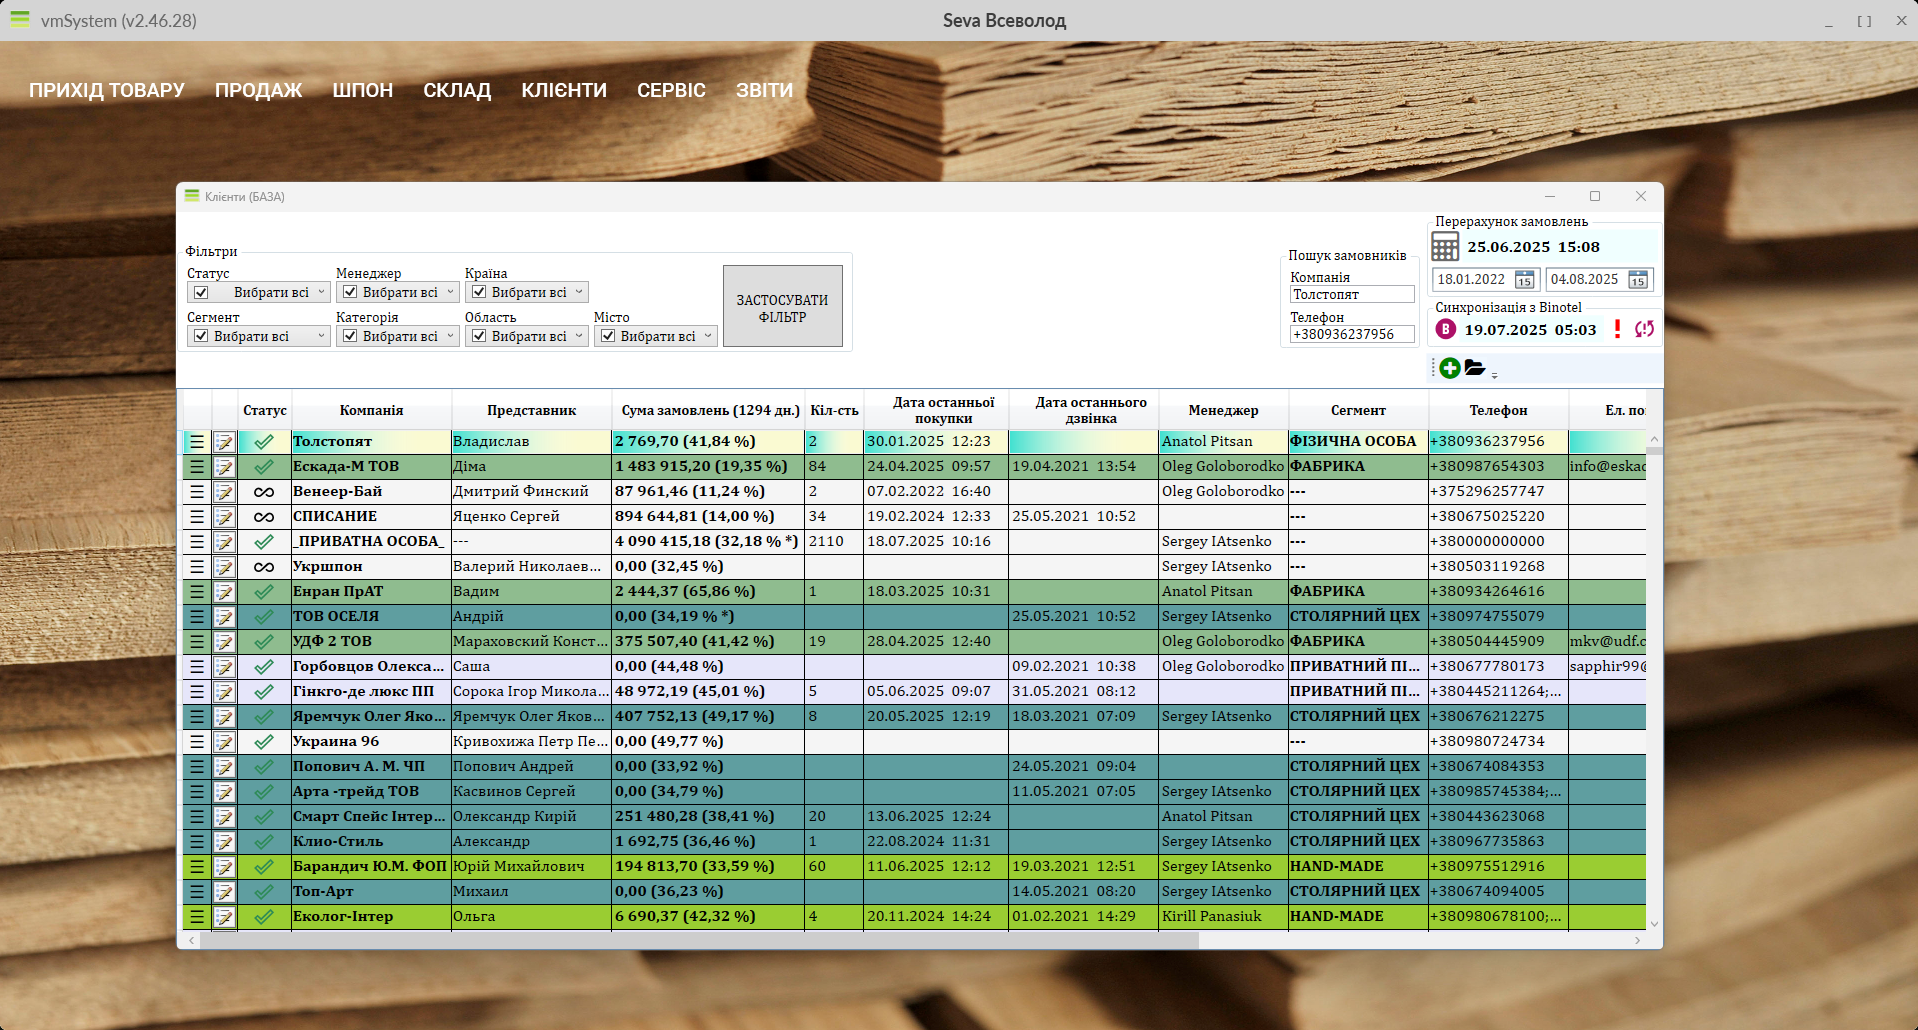 vmSystem (v2.46.28)
Seva Всеволод
ПРИХІД ТОВАРУ ПРОДАЖ ШПОН СКЛАД КЛІЄНТИ СЕРВІС ЗВІТИ
Клієнти (БАЗА)
Фільтри
Статус Менеджер Країна
Вибрати всі Вибрати всі Вибрати всі
Сегмент Категорія Область Місто
Вибрати всі Вибрати всі Вибрати всі Вибрати всі
ЗАСТОСУВАТИ
ФІЛЬТР
Пошук замовників
Компанія
Толстопят
Телефон
+380936237956
Перерахунок замовлень
25.06.2025 15:08
18.01.2022 15 04.08.2025 15
Синхронізація з Binotel
B 19.07.2025 05:03
Статус Компанія Представник Сума замовлень (1294 дн.) Кіл-сть Дата останньої покупки Дата останнього дзвінка Менеджер Сегмент Телефон Ел. по
Толстопят Владислав 2 769,70 (41,84 %) 2 30.01.2025 12:23 Anatol Pitsan ФІЗИЧНА ОСОБА +380936237956
Ескада-М ТОВ Діма 1 483 915,20 (19,35 %) 84 24.04.2025 09:57 19.04.2021 13:54 Oleg Goloborodko ФАБРИКА +380987654303 info@eskad
Венеер-Бай Дмитрий Финский 87 961,46 (11,24 %) 2 07.02.2022 16:40 Oleg Goloborodko --- +375296257747
СПИСАНИЕ Яценко Сергей 894 644,81 (14,00 %) 34 19.02.2024 12:33 25.05.2021 10:52 --- +380675025220
_ПРИВАТНА ОСОБА_ --- 4 090 415,18 (32,18 % *) 2110 18.07.2025 10:16 Sergey IAtsenko --- +380000000000
Укршпон Валерий Николаев... 0,00 (32,45 %) Sergey IAtsenko --- +380503119268
Енран ПрАТ Вадим 2 444,37 (65,86 %) 1 18.03.2025 10:31 Anatol Pitsan ФАБРИКА +380934264616
ТОВ ОСЕЛЯ Андрій 0,00 (34,19 % *) 25.05.2021 10:52 Sergey IAtsenko СТОЛЯРНИЙ ЦЕХ +380974755079
УДФ 2 ТОВ Мараховский Конст... 375 507,40 (41,42 %) 19 28.04.2025 12:40 Oleg Goloborodko ФАБРИКА +380504445909 mkv@udf.c
Горбовцов Олекса... Саша 0,00 (44,48 %) 09.02.2021 10:38 Oleg Goloborodko ПРИВАТНИЙ ПІ... +380677780173 sapphir99@
Гінкго-де люкс ПП Сорока Ігор Микола... 48 972,19 (45,01 %) 5 05.06.2025 09:07 31.05.2021 08:12 ПРИВАТНИЙ ПІ... +380445211264;...
Яремчук Олег Яко... Яремчук Олег Яков... 407 752,13 (49,17 %) 8 20.05.2025 12:19 18.03.2021 07:09 Sergey IAtsenko СТОЛЯРНИЙ ЦЕХ +380676212275
Украина 96 Кривохижа Петр Пе... 0,00 (49,77 %) --- +380980724734
Попович А. М. ЧП Попович Андрей 0,00 (33,92 %) 24.05.2021 09:04 СТОЛЯРНИЙ ЦЕХ +380674084353
Арта -трейд ТОВ Касвинов Сергей 0,00 (34,79 %) 11.05.2021 07:05 Sergey IAtsenko СТОЛЯРНИЙ ЦЕХ +380985745384;...
Смарт Спейс Інтер... Олександр Кирій 251 480,28 (38,41 %) 20 13.06.2025 12:24 Anatol Pitsan СТОЛЯРНИЙ ЦЕХ +380443623068
Клио-Стиль Александр 1 692,75 (36,46 %) 1 22.08.2024 11:31 Sergey IAtsenko СТОЛЯРНИЙ ЦЕХ +380967735863
Барандич Ю.М. ФОП Юрій Михайлович 194 813,70 (33,59 %) 60 11.06.2025 12:12 19.03.2021 12:51 Sergey IAtsenko HAND-MADE +380975512916
Топ-Арт Михаил 0,00 (36,23 %) 14.05.2021 08:20 Sergey IAtsenko СТОЛЯРНИЙ ЦЕХ +380674094005
Еколог-Інтер Ольга 6 690,37 (42,32 %) 4 20.11.2024 14:24 01.02.2021 14:29 Kirill Panasiuk HAND-MADE +380980678100;...